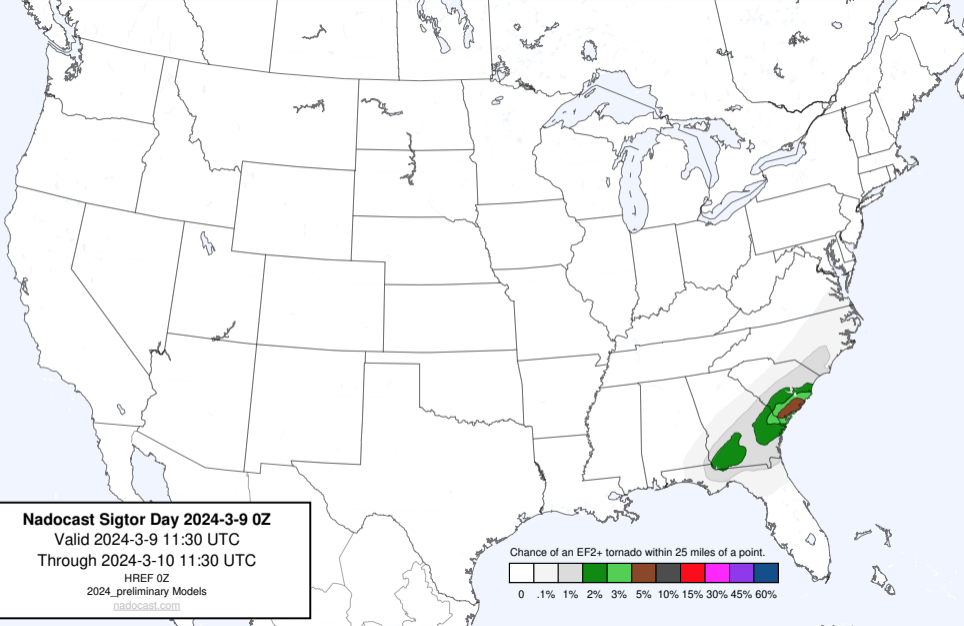 Nadocast Sigtor Day 2024-3-9 0Z
Valid 2024-3-9 11:30 UTC
Through 2024-3-10 11:30 UTC
HREF 0Z
2024_preliminary Models
nadocast.com
Chance of an EF2+ tornado within 25 miles of a point.
0 .1% 1% 2% 3% 5% 10% 15% 30% 45% 60%